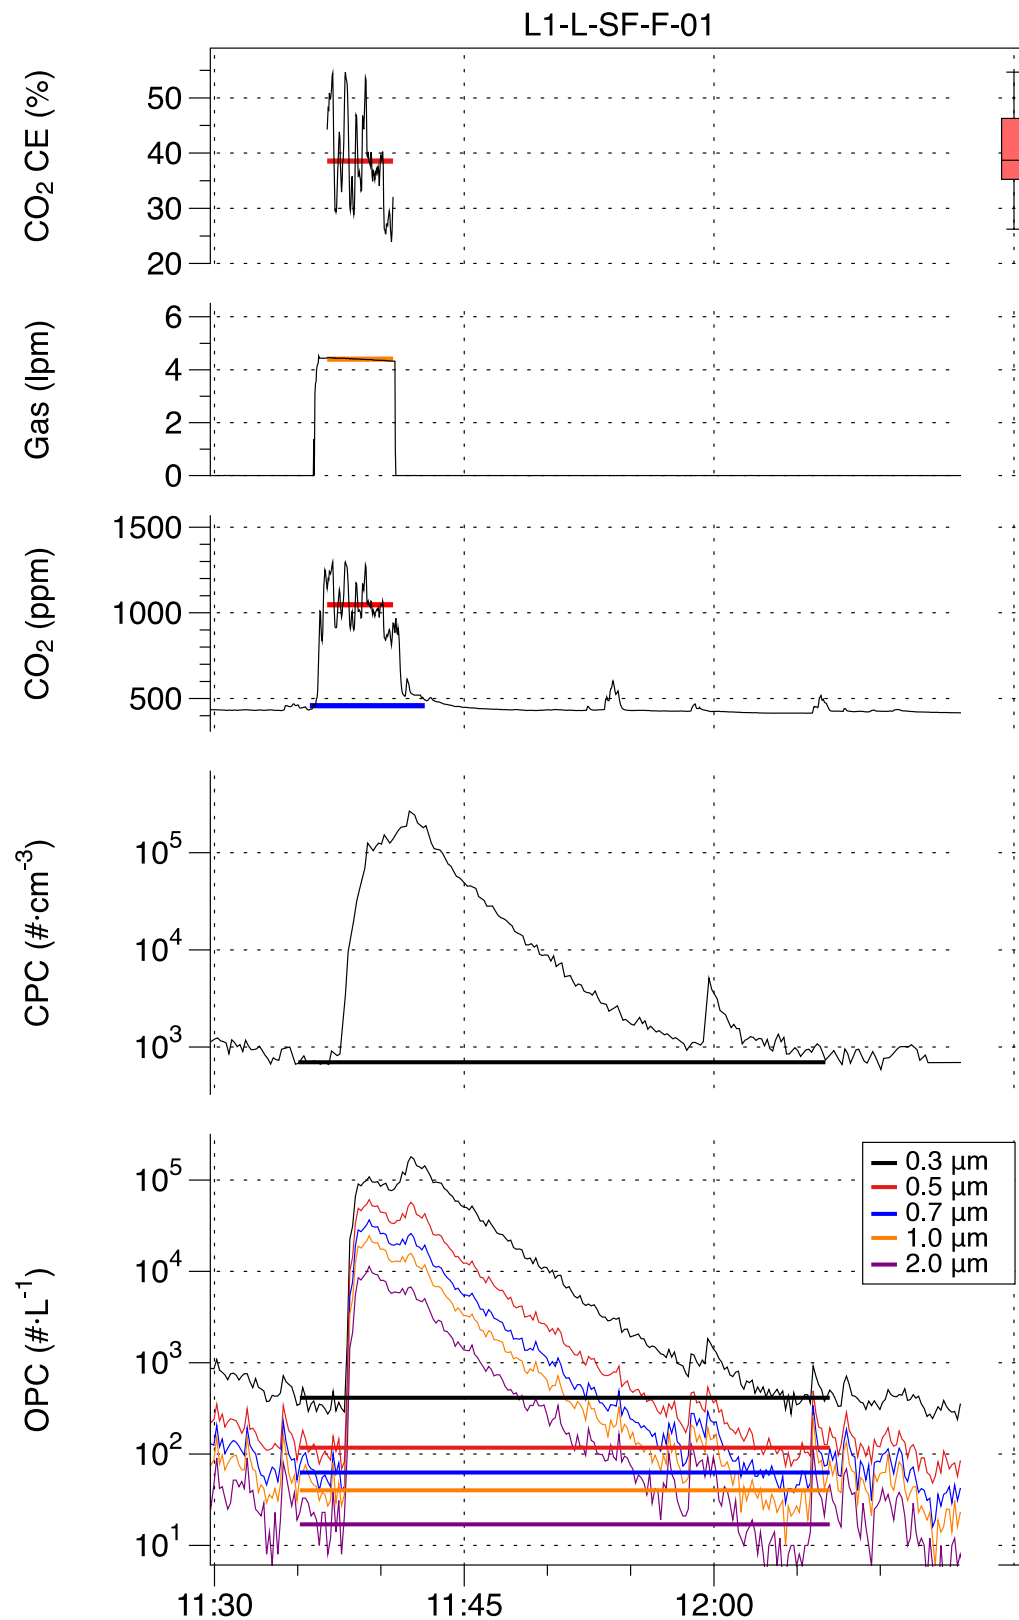 L1-L-SF-F-01
CO2 CE (%)
50
40
30
20
Gas (lpm)
6
4
2
0
CO2 (ppm)
1500
1000
500
CPC (#·cm-3)
10^5
10^4
10^3
OPC (#·L-1)
10^5
10^4
10^3
10^2
10^1
0.3 µm
0.5 µm
0.7 µm
1.0 µm
2.0 µm
11:30 11:45 12:00